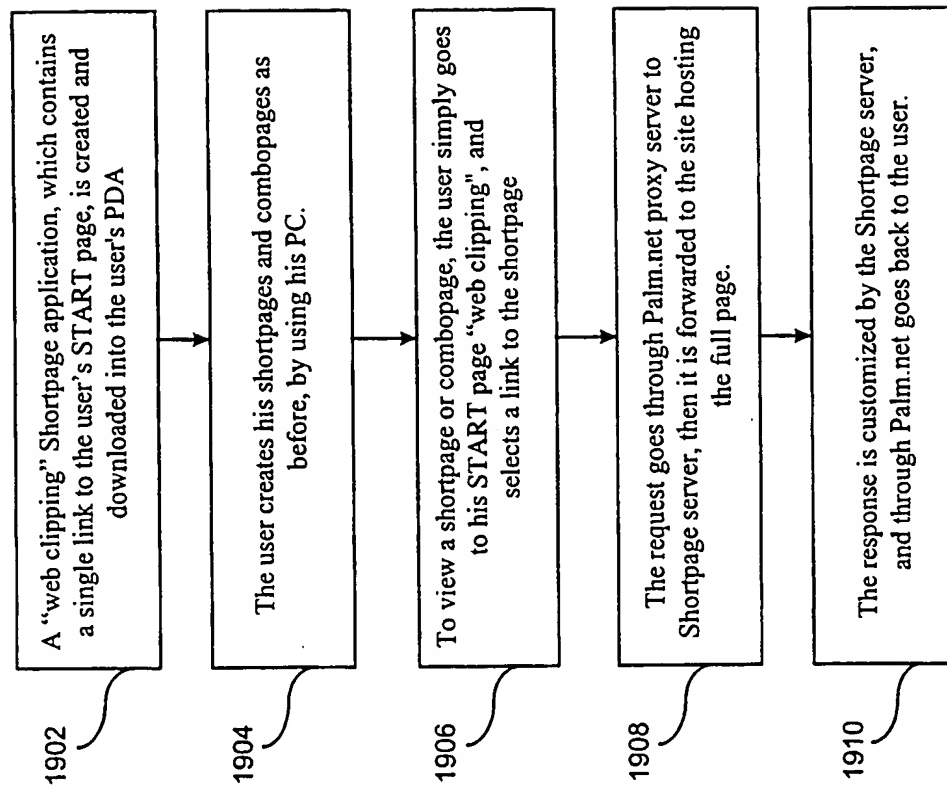 1902
A “web clipping” Shortpage application, which contains
a single link to the user's START page, is created and
downloaded into the user's PDA
1904
The user creates his shortpages and combopages as
before, by using his PC.
1906
To view a shortpage or combopage, the user simply goes
to his START page “web clipping”, and
selects a link to the shortpage
1908
The request goes through Palm.net proxy server to
Shortpage server, then it is forwarded to the site hosting
the full page.
1910
The response is customized by the Shortpage server,
and through Palm.net goes back to the user.